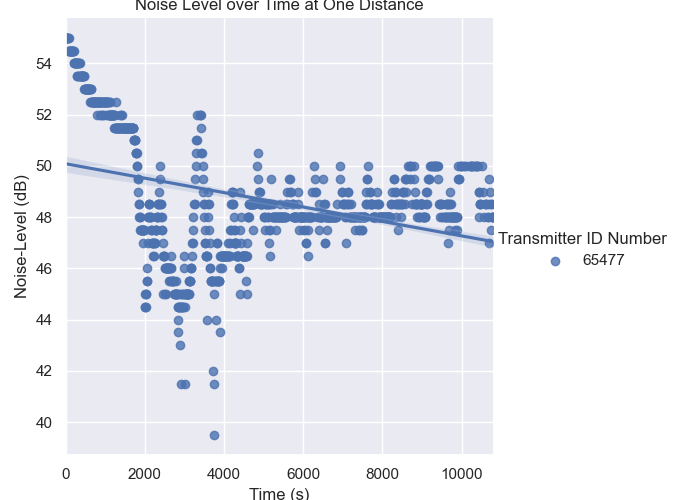 Noise Level over Time at One Distance
54
52
50
48
46
44
42
40
Noise-Level (dB)
0 2000 4000 6000 8000 10000
Time (s)
Transmitter ID Number
65477